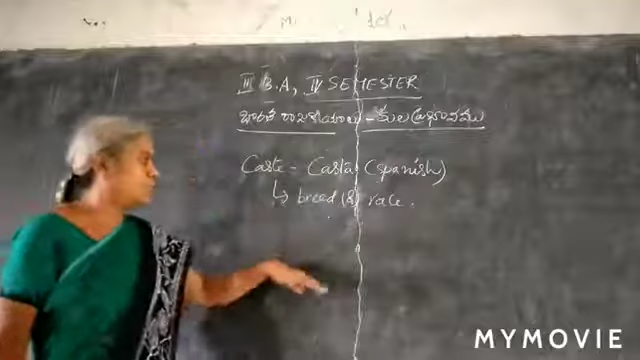 III B.A, IV SEMESTER
భారత రాజకీయాలు - కుల ప్రభావము
Caste - Casta (spanish)
↳ breed (&) race.
MYMOVIE